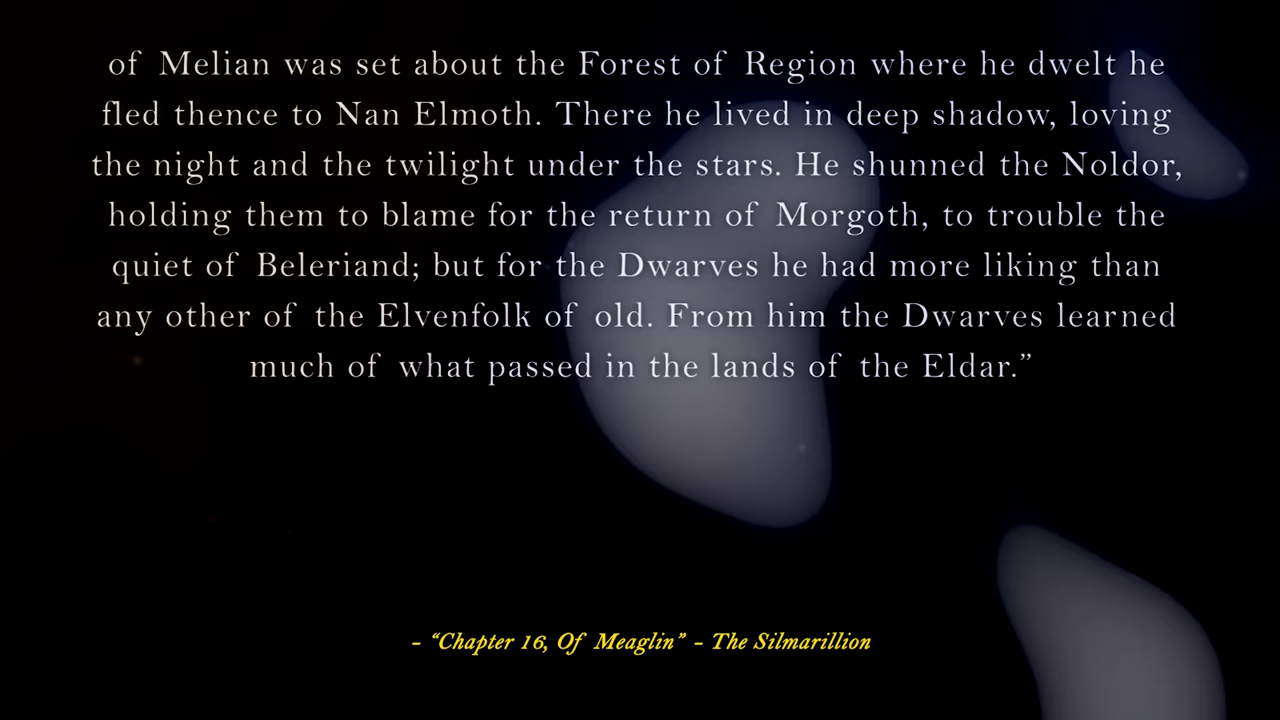 of Melian was set about the Forest of Region where he dwelt he
fled thence to Nan Elmoth. There he lived in deep shadow, loving
the night and the twilight under the stars. He shunned the Noldor,
holding them to blame for the return of Morgoth, to trouble the
quiet of Beleriand; but for the Dwarves he had more liking than
any other of the Elvenfolk of old. From him the Dwarves learned
much of what passed in the lands of the Eldar.”
– “Chapter 16, Of Meaglin” – The Silmarillion